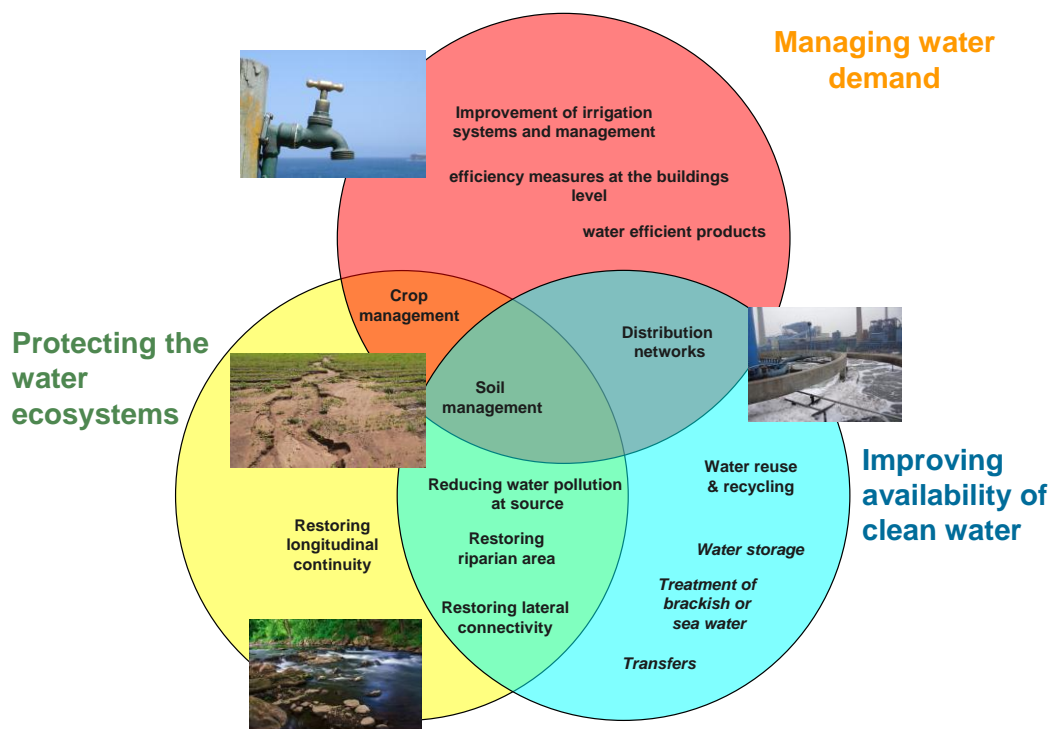 Managing water
demand
Improvement of irrigation
systems and management
efficiency measures at the buildings
level
water efficient products
Crop
management
Distribution
networks
Protecting the
water
ecosystems
Soil
management
Improving
availability of
clean water
Water reuse
& recycling
Reducing water pollution
at source
Restoring
longitudinal
continuity
Restoring
riparian area
Water storage
Treatment of
brackish or
sea water
Restoring lateral
connectivity
Transfers